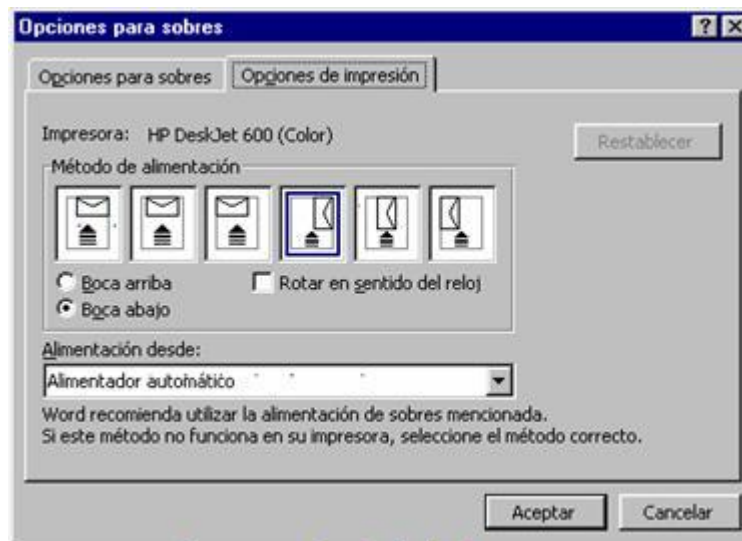 Opciones para sobres
Opciones para sobres Opciones de impresión
Impresora: HP DeskJet 600 (Color)
Restablecer
Método de alimentación
Boca arriba
Rotar en sentido del reloj
Boca abajo
Alimentación desde:
Alimentador automático
Word recomienda utilizar la alimentación de sobres mencionada.
Si este método no funciona en su impresora, seleccione el método correcto.
Aceptar Cancelar